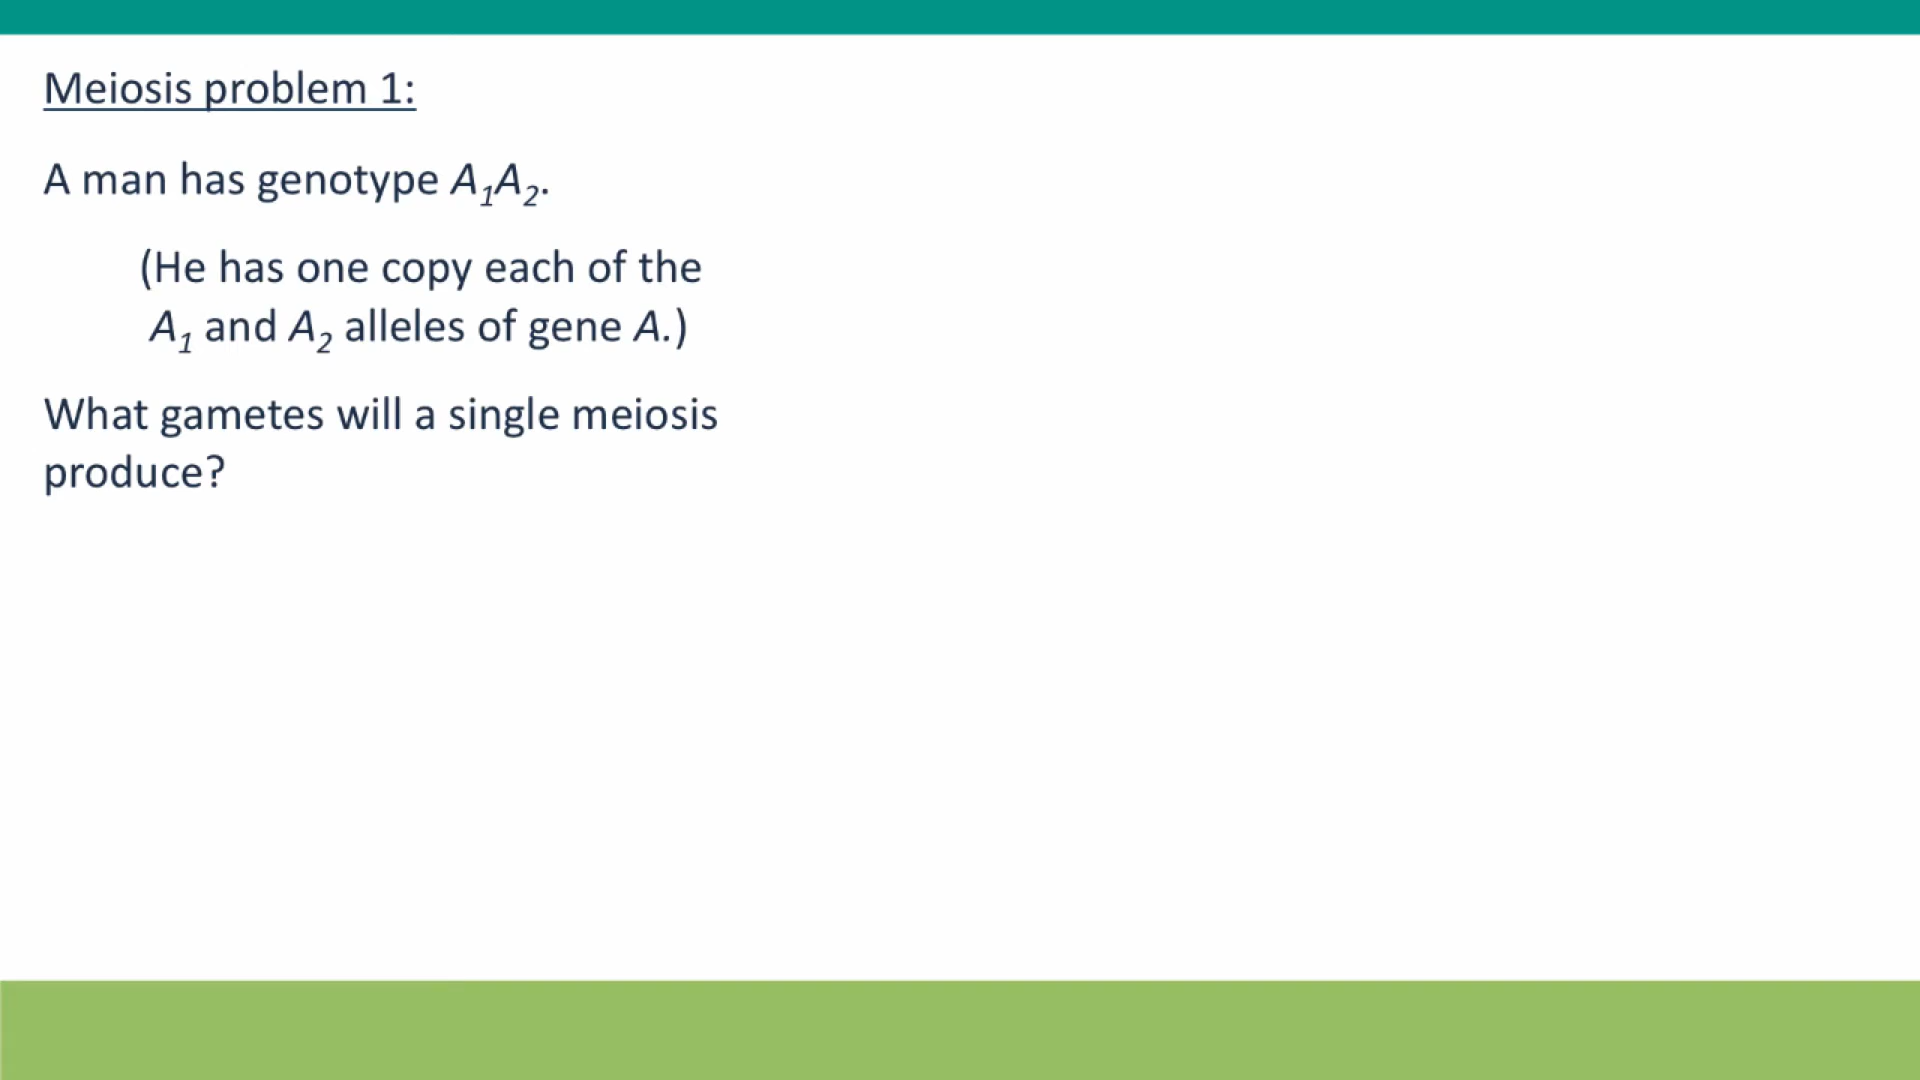 Meiosis problem 1:
A man has genotype A₁A₂.
(He has one copy each of the
A₁ and A₂ alleles of gene A.)
What gametes will a single meiosis
produce?